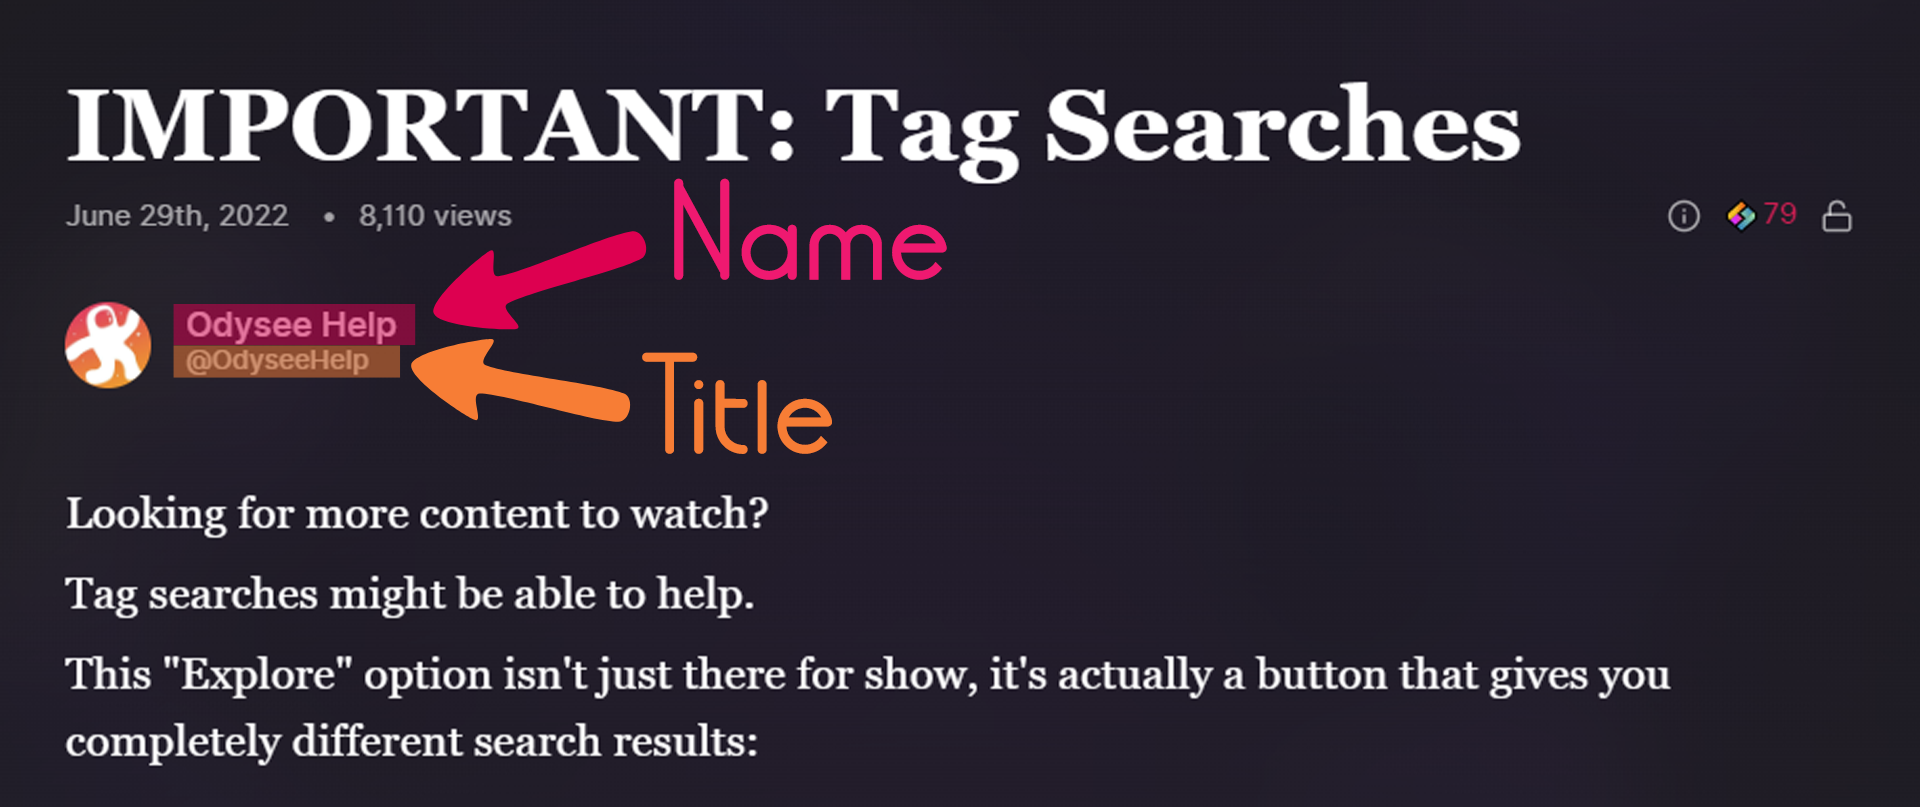 IMPORTANT: Tag Searches
June 29th, 2022 • 8,110 views
79
Name
Odysee Help
@OdyseeHelp
Title
Looking for more content to watch?
Tag searches might be able to help.
This "Explore" option isn't just there for show, it's actually a button that gives you
completely different search results: